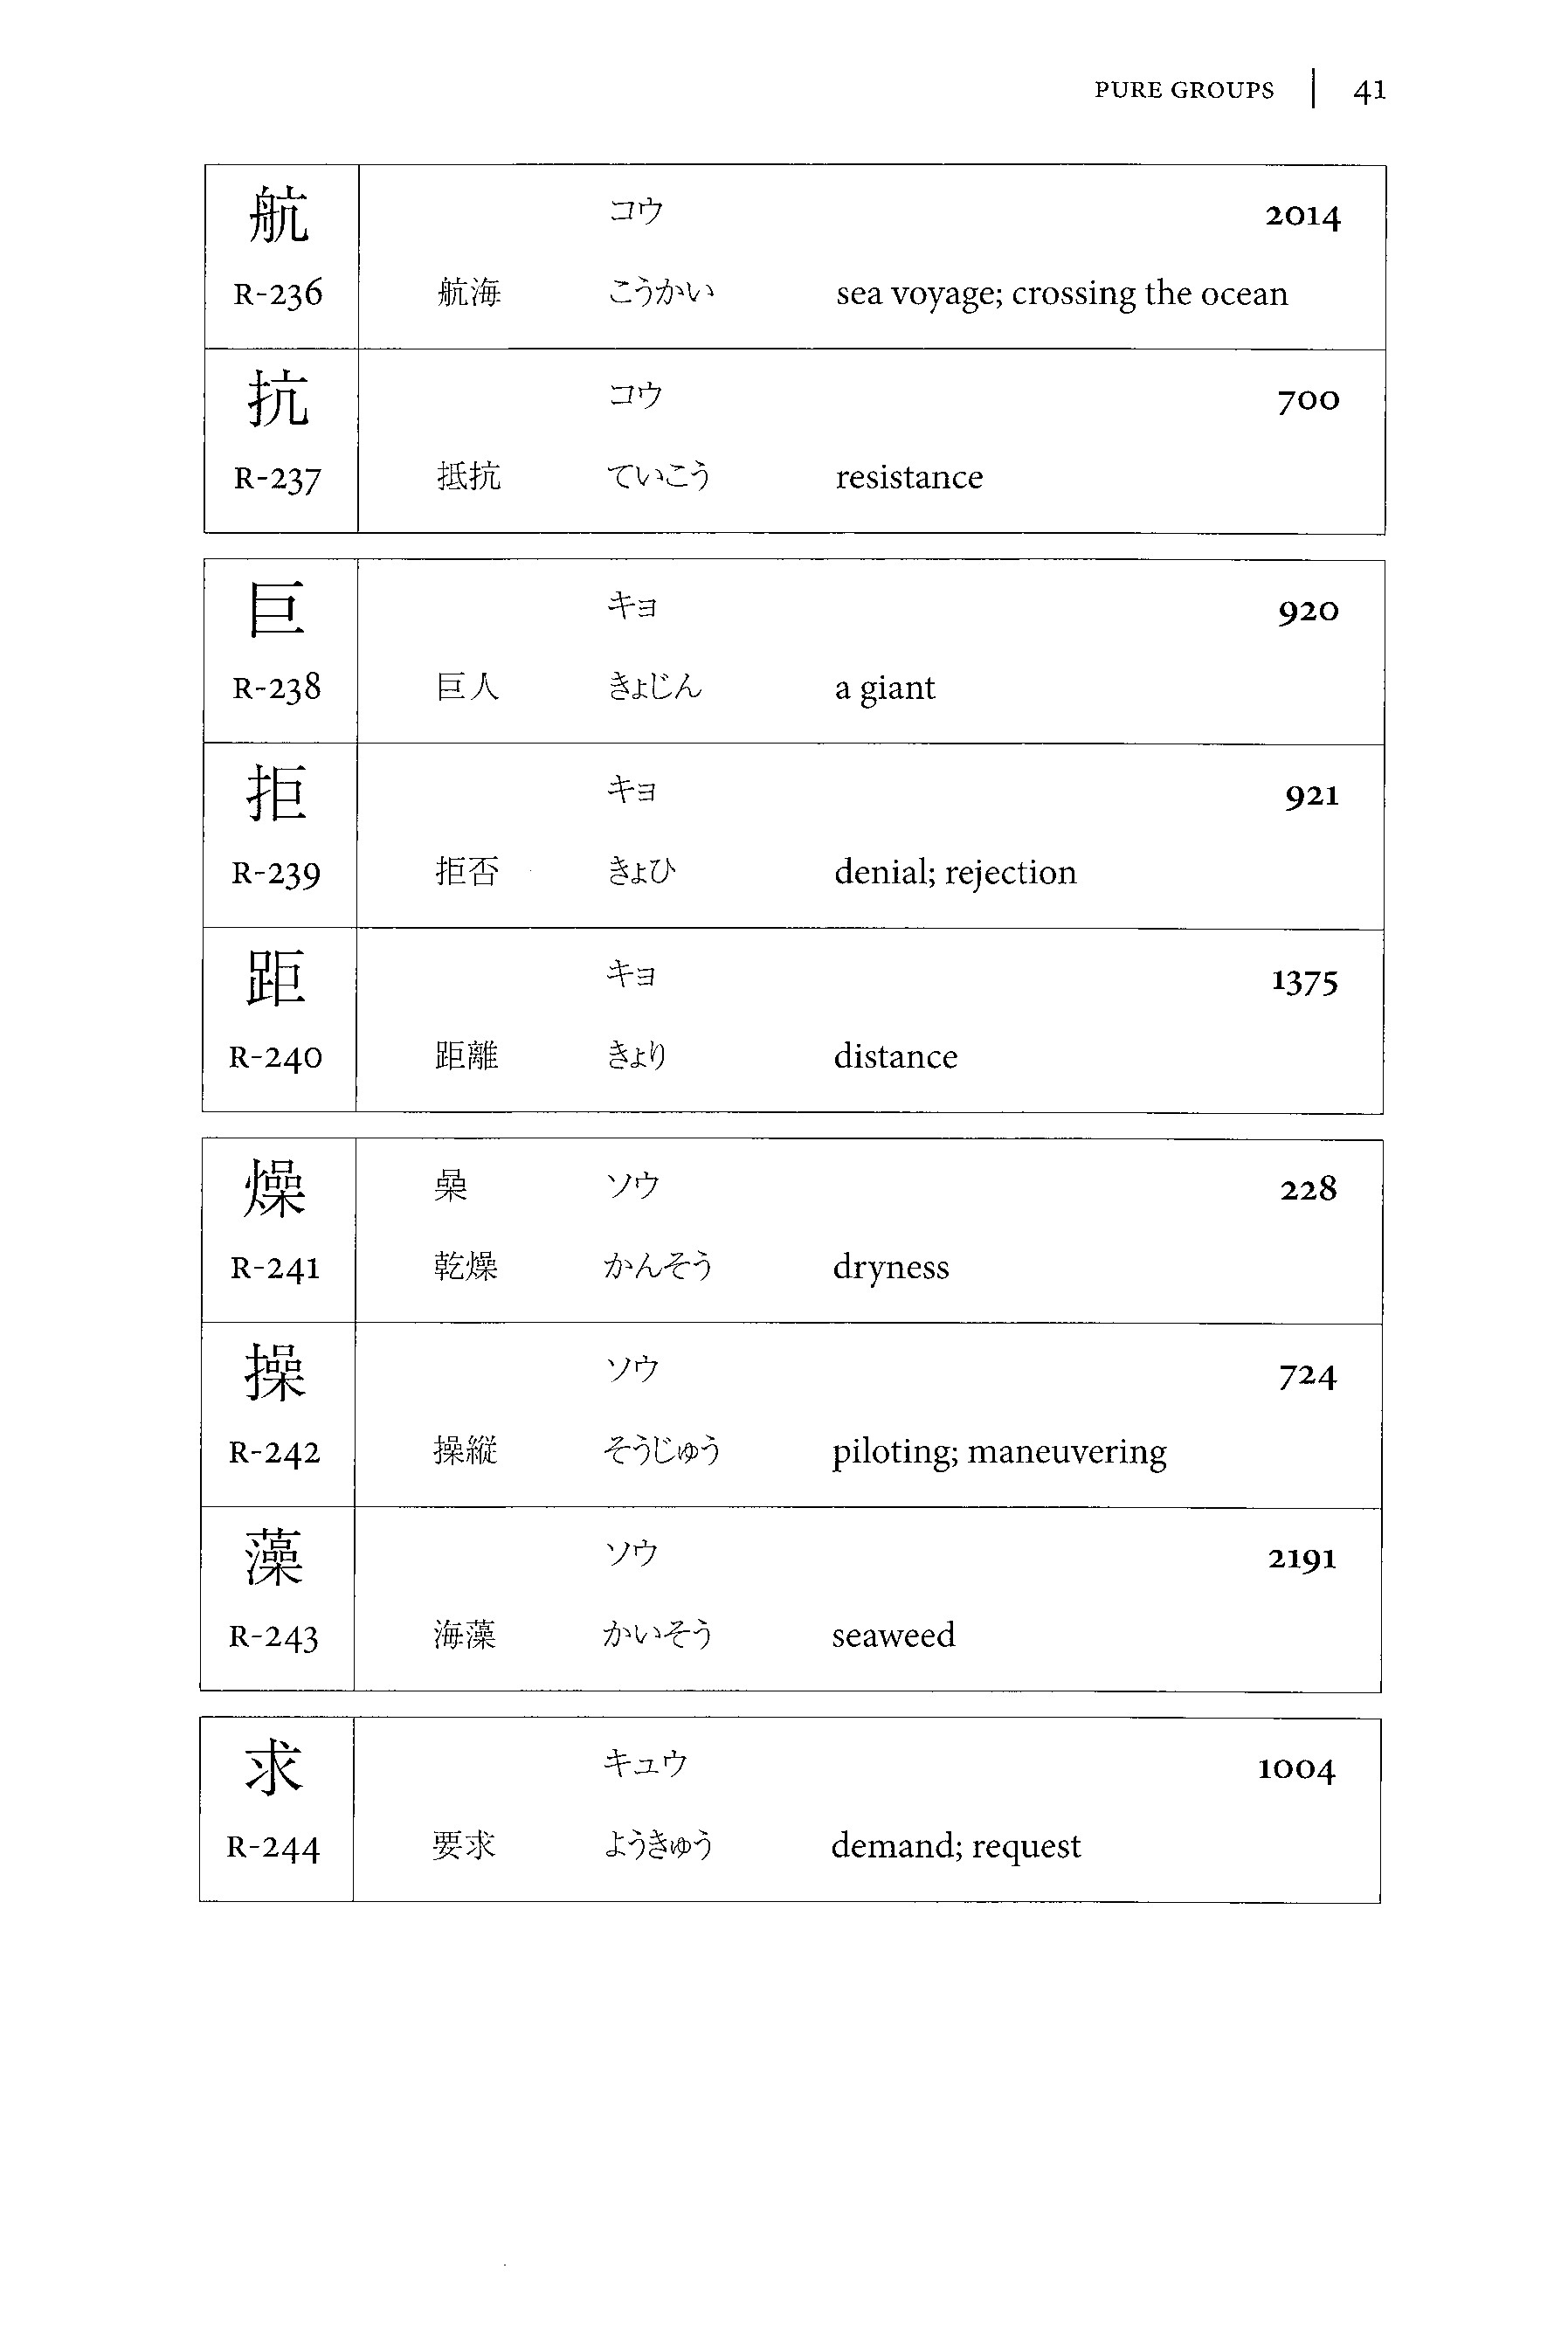 PURE GROUPS | 41
航 コウ 2014
R-236 航海 こうかい sea voyage; crossing the ocean
抗 コウ 700
R-237 抵抗 ていこう resistance
巨 キョ 920
R-238 巨人 きょじん a giant
拒 キョ 921
R-239 拒否 きょひ denial; rejection
距 キョ 1375
R-240 距離 きょり distance
燥 喿 ソウ 228
R-241 乾燥 かんそう dryness
操 ソウ 724
R-242 操縦 そうじゅう piloting; maneuvering
藻 ソウ 2191
R-243 海藻 かいそう seaweed
求 キュウ 1004
R-244 要求 ようきゅう demand; request